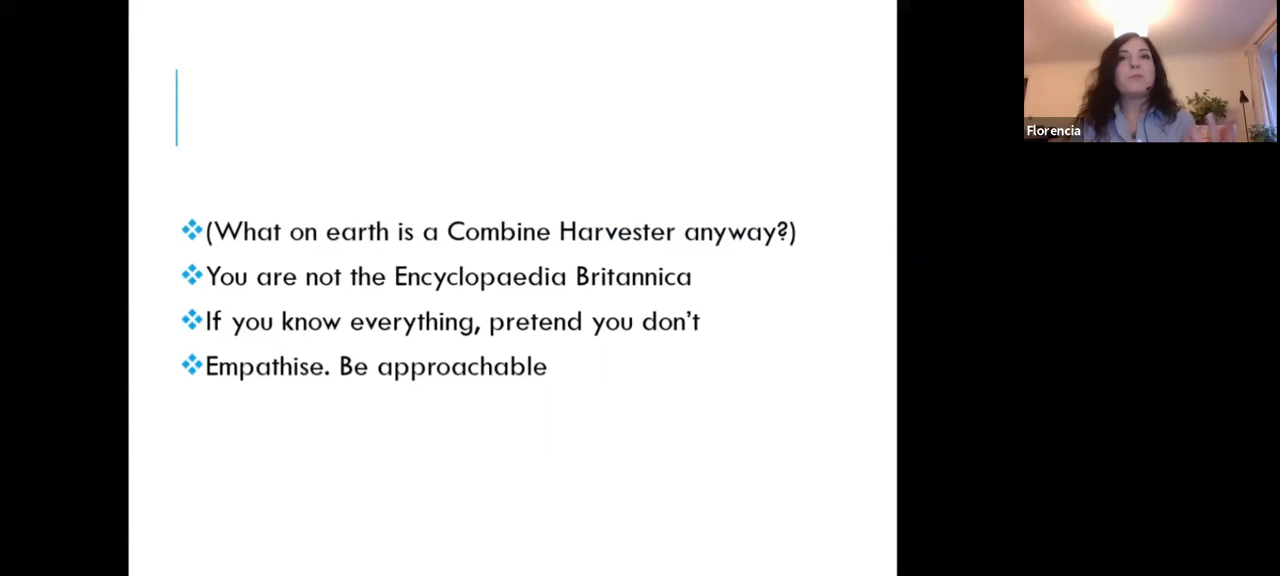 (What on earth is a Combine Harvester anyway?)
You are not the Encyclopaedia Britannica
If you know everything, pretend you don't
Empathise. Be approachable
Florencia